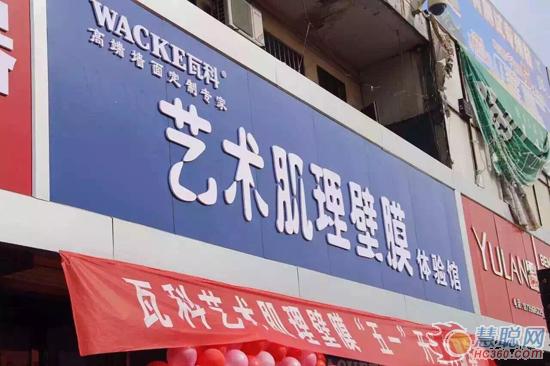 WACKE瓦科®
高端墙面定制专家
艺术肌理壁膜体验馆
YULAN
瓦科艺术肌理壁膜“五一”
慧聪网
HC360.COM